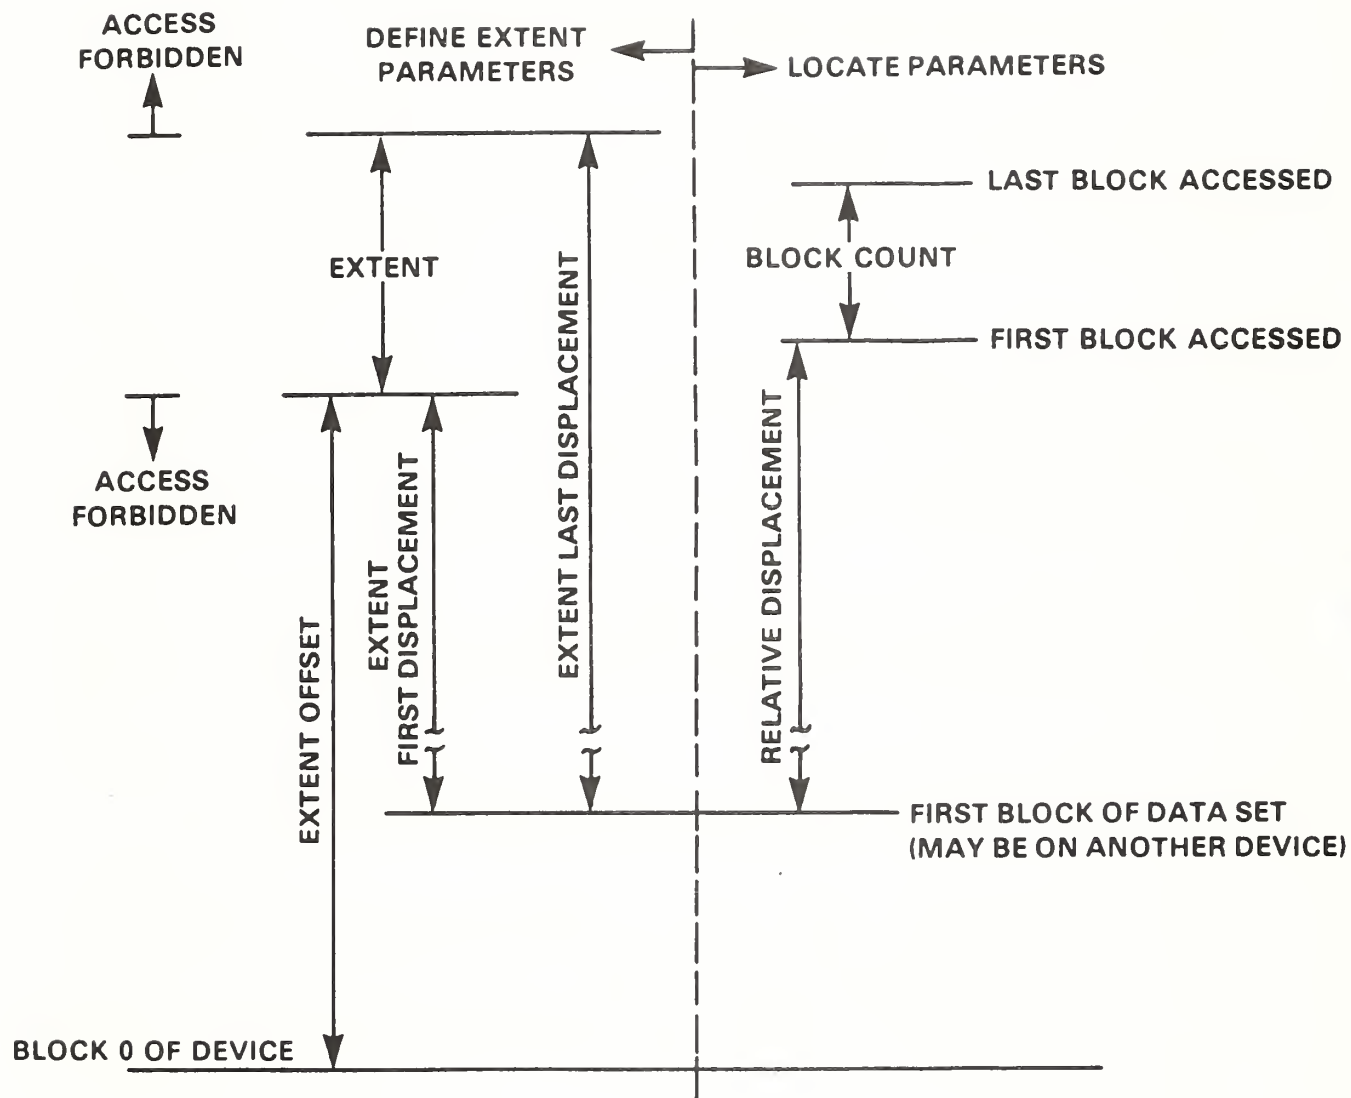 ACCESS
FORBIDDEN
DEFINE EXTENT
PARAMETERS
LOCATE PARAMETERS
LAST BLOCK ACCESSED
BLOCK COUNT
EXTENT
FIRST BLOCK ACCESSED
ACCESS
FORBIDDEN
EXTENT OFFSET
EXTENT
FIRST DISPLACEMENT
EXTENT LAST DISPLACEMENT
RELATIVE DISPLACEMENT
FIRST BLOCK OF DATA SET
(MAY BE ON ANOTHER DEVICE)
BLOCK 0 OF DEVICE